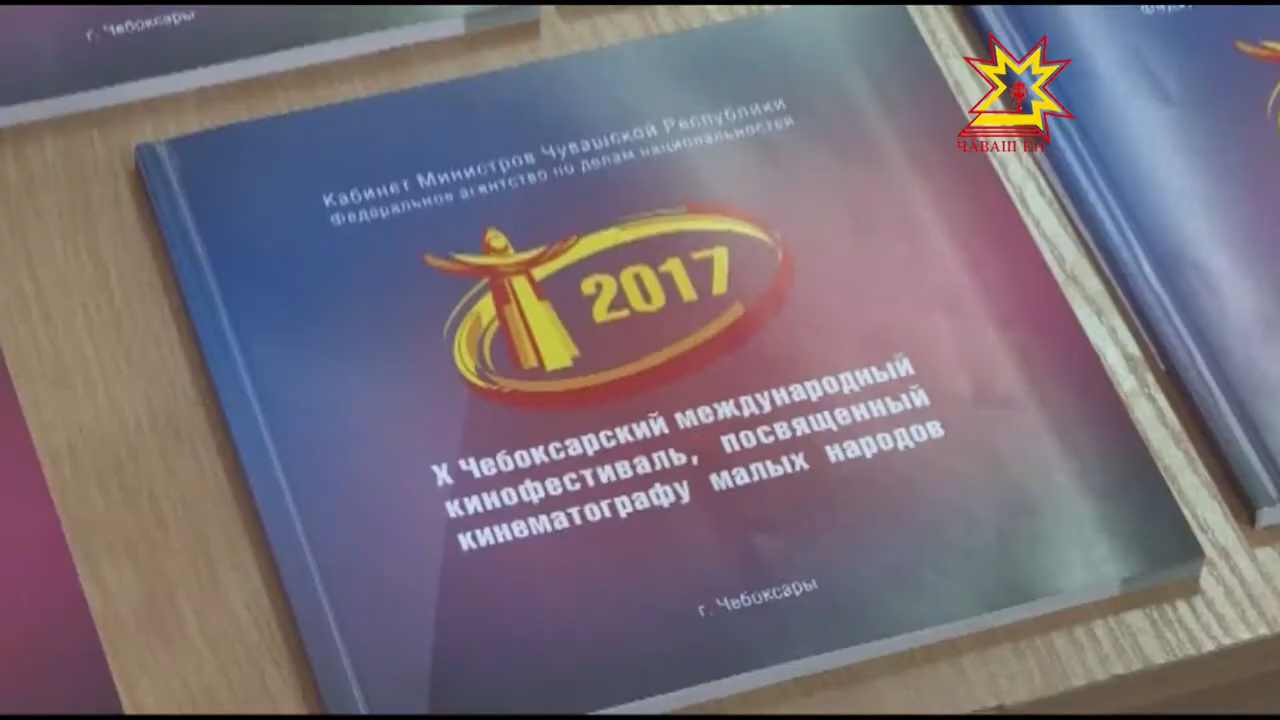 г. Чебоксары
ЧӐВАШ ЕН
Кабинет Министров Чувашской Республики
Федеральное агентство по делам национальностей
2017
X Чебоксарский международный
кинофестиваль, посвященный
кинематографу малых народов
г. Чебоксары